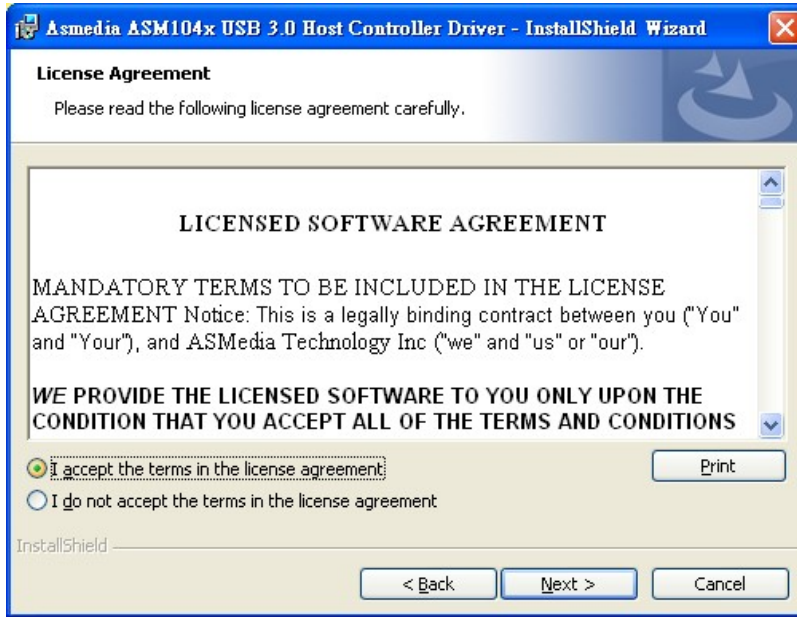 Asmedia ASM104x USB 3.0 Host Controller Driver - InstallShield Wizard
License Agreement
Please read the following license agreement carefully.
LICENSED SOFTWARE AGREEMENT
MANDATORY TERMS TO BE INCLUDED IN THE LICENSE
AGREEMENT Notice: This is a legally binding contract between you ("You"
and "Your"), and ASMedia Technology Inc ("we" and "us" or "our").
WE PROVIDE THE LICENSED SOFTWARE TO YOU ONLY UPON THE
CONDITION THAT YOU ACCEPT ALL OF THE TERMS AND CONDITIONS
I accept the terms in the license agreement
Print
I do not accept the terms in the license agreement
InstallShield
< Back
Next >
Cancel